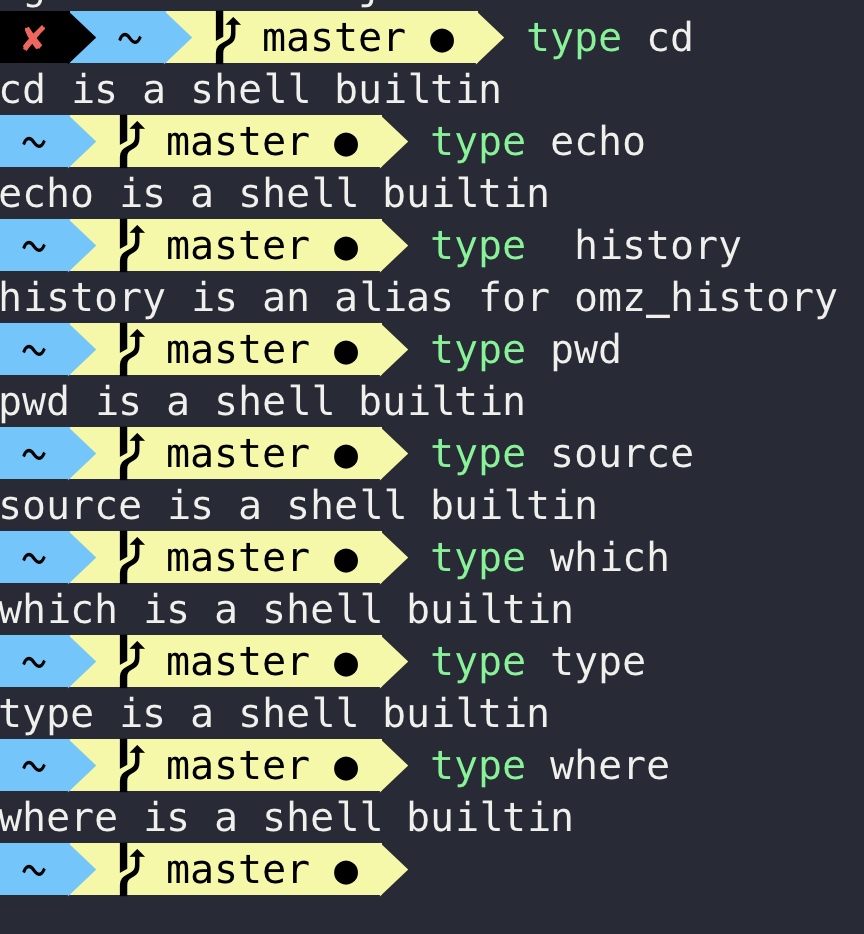 ✘ ~ master ● type cd
cd is a shell builtin
~ master ● type echo
echo is a shell builtin
~ master ● type  history
history is an alias for omz_history
~ master ● type pwd
pwd is a shell builtin
~ master ● type source
source is a shell builtin
~ master ● type which
which is a shell builtin
~ master ● type type
type is a shell builtin
~ master ● type where
where is a shell builtin
~ master ●